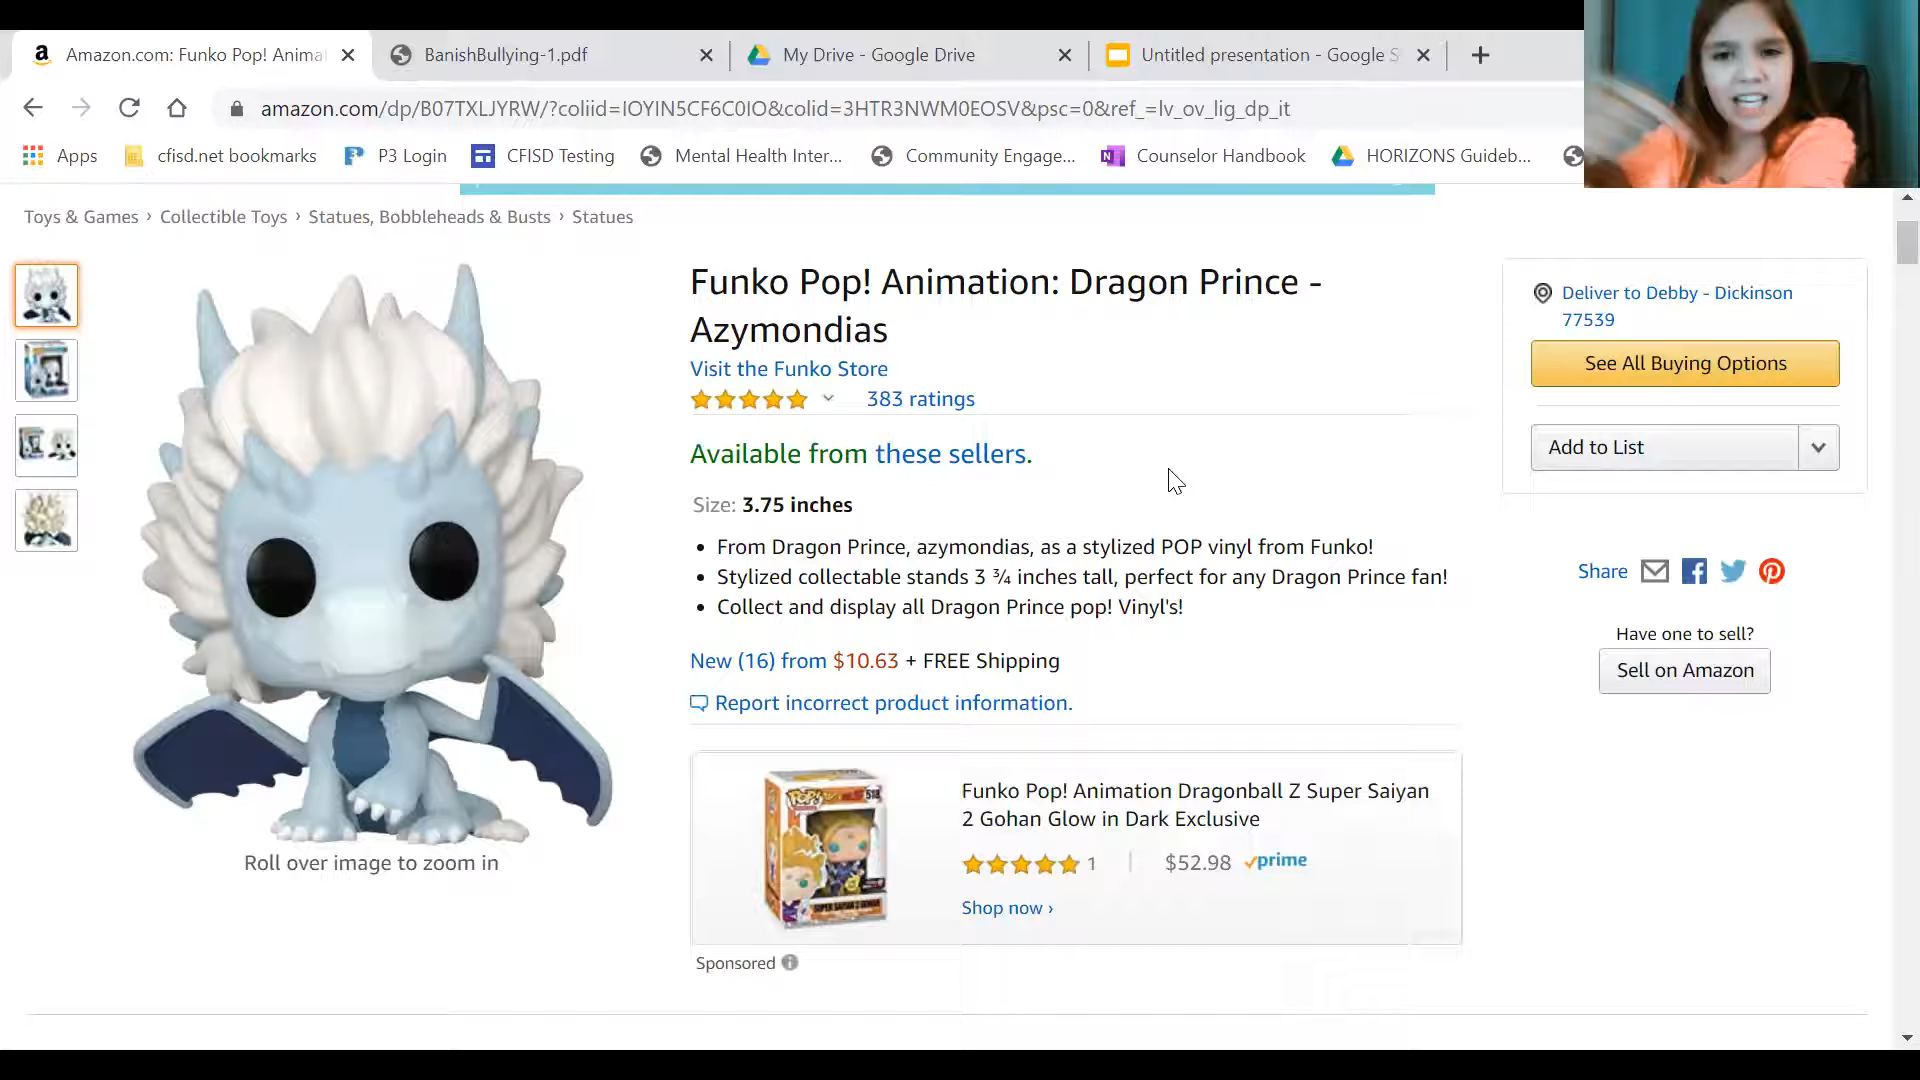 Amazon.com: Funko Pop! Anima
BanishBullying-1.pdf
My Drive - Google Drive
Untitled presentation - Google S
amazon.com/dp/B07TXLJYRW/?coliid=IOYIN5CF6C0IO&colid=3HTR3NWM0EOSV&psc=0&ref_=lv_ov_lig_dp_it
Apps
cfisd.net bookmarks
P3 Login
CFISD Testing
Mental Health Inter...
Community Engage...
Counselor Handbook
HORIZONS Guideb...
Toys & Games › Collectible Toys › Statues, Bobbleheads & Busts › Statues
Funko Pop! Animation: Dragon Prince -
Azymondias
Visit the Funko Store
383 ratings
Available from these sellers.
Size: 3.75 inches
• From Dragon Prince, azymondias, as a stylized POP vinyl from Funko!
• Stylized collectable stands 3 ¾ inches tall, perfect for any Dragon Prince fan!
• Collect and display all Dragon Prince pop! Vinyl's!
New (16) from $10.63 + FREE Shipping
Report incorrect product information.
Roll over image to zoom in
POP!
518
SUPER SAIYAN 2 GOHAN
Funko Pop! Animation Dragonball Z Super Saiyan
2 Gohan Glow in Dark Exclusive
1
$52.98 prime
Shop now ›
Sponsored
Deliver to Debby - Dickinson
77539
See All Buying Options
Add to List
Share
Have one to sell?
Sell on Amazon